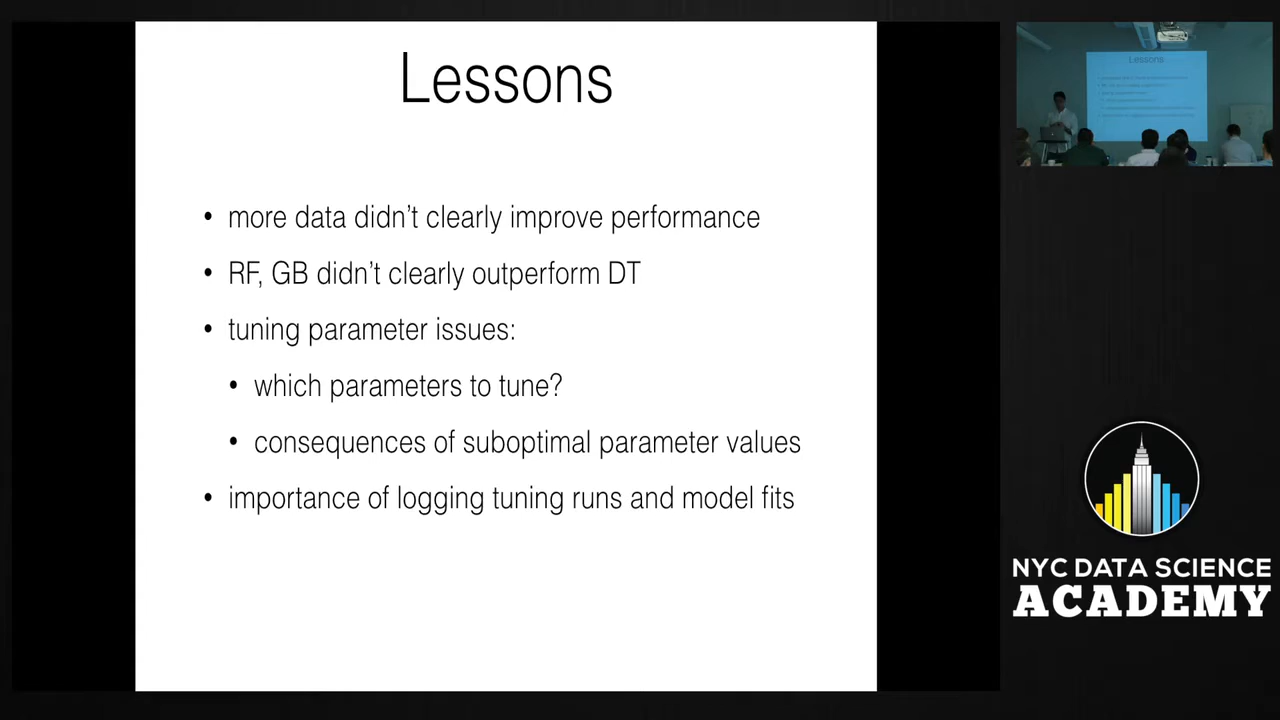 Lessons
• more data didn't clearly improve performance
• RF, GB didn't clearly outperform DT
• tuning parameter issues:
• which parameters to tune?
• consequences of suboptimal parameter values
• importance of logging tuning runs and model fits
Lessons
NYC DATA SCIENCE
ACADEMY